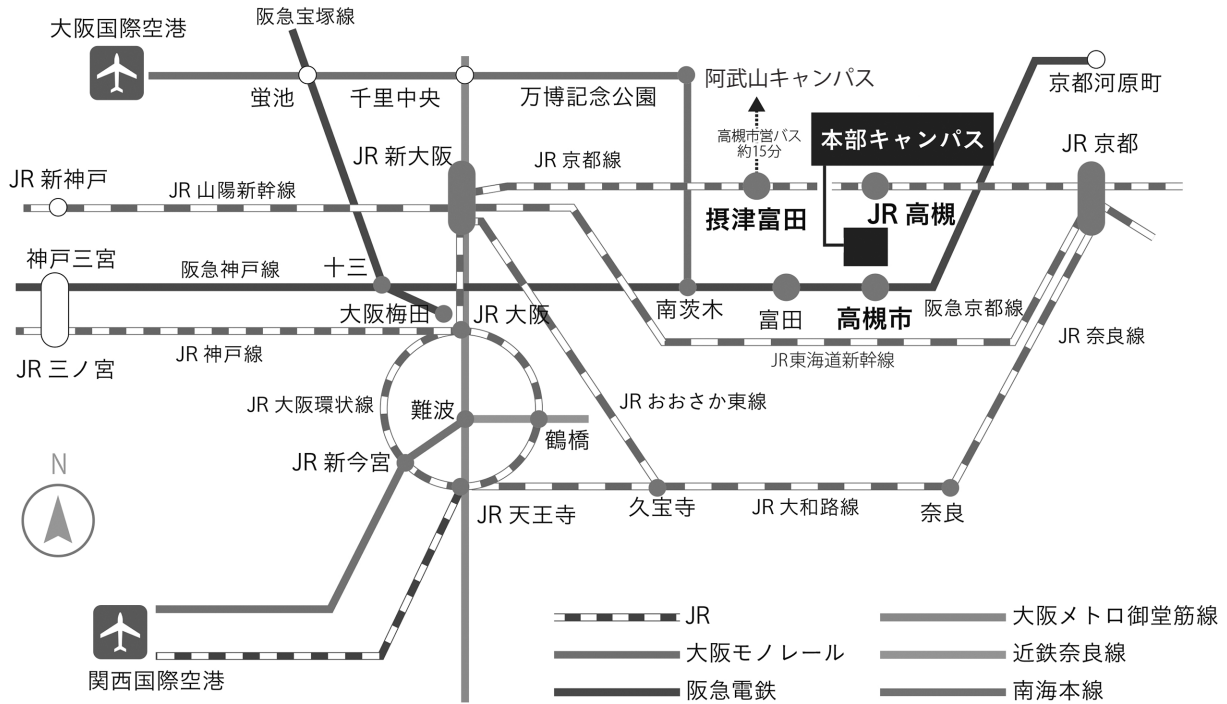 阪急宝塚線
大阪国際空港
蛍池
千里中央
万博記念公園
阿武山キャンパス
高槻市営バス
約15分
本部キャンパス
京都河原町
JR 京都
JR 新大阪
JR 京都線
JR 新神戸
JR 山陽新幹線
摂津富田
JR 高槻
神戸三宮
阪急神戸線
十三
大阪梅田
JR 大阪
南茨木
富田
高槻市
阪急京都線
JR 神戸線
JR 三ノ宮
JR東海道新幹線
JR 奈良線
JR 大阪環状線
難波
鶴橋
JR おおさか東線
JR 新今宮
JR 天王寺
久宝寺
JR 大和路線
奈良
N
関西国際空港
JR
大阪モノレール
阪急電鉄
大阪メトロ御堂筋線
近鉄奈良線
南海本線